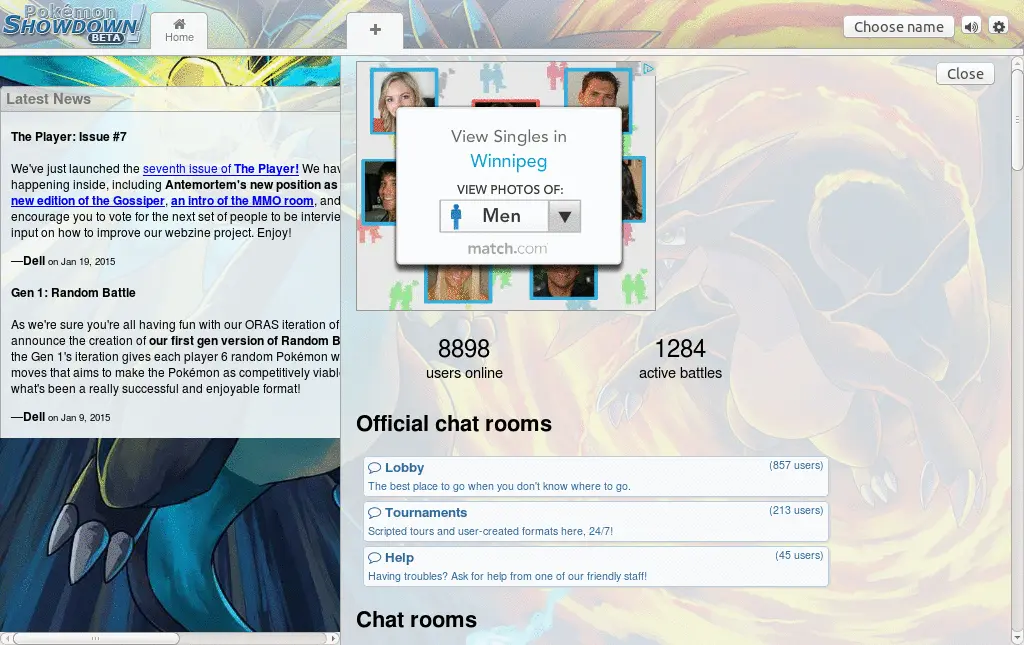 Pokémon
SHOWDOWN!
BETA
Home
Choose name
Latest News
The Player: Issue #7
We've just launched the seventh issue of The Player! We hav
happening inside, including Antemortem's new position as
new edition of the Gossiper, an intro of the MMO room, and
encourage you to vote for the next set of people to be intervie
input on how to improve our webzine project. Enjoy!
—Dell on Jan 19, 2015
Gen 1: Random Battle
As we're sure you're all having fun with our ORAS iteration of
announce the creation of our first gen version of Random B
the Gen 1's iteration gives each player 6 random Pokémon w
moves that aims to make the Pokémon as competitively viabl
what's been a really successful and enjoyable format!
—Dell on Jan 9, 2015
Close
View Singles in
Winnipeg
VIEW PHOTOS OF:
Men
match.com
8898
users online
1284
active battles
Official chat rooms
Lobby (857 users)
The best place to go when you don't know where to go.
Tournaments (213 users)
Scripted tours and user-created formats here, 24/7!
Help (45 users)
Having troubles? Ask for help from one of our friendly staff!
Chat rooms